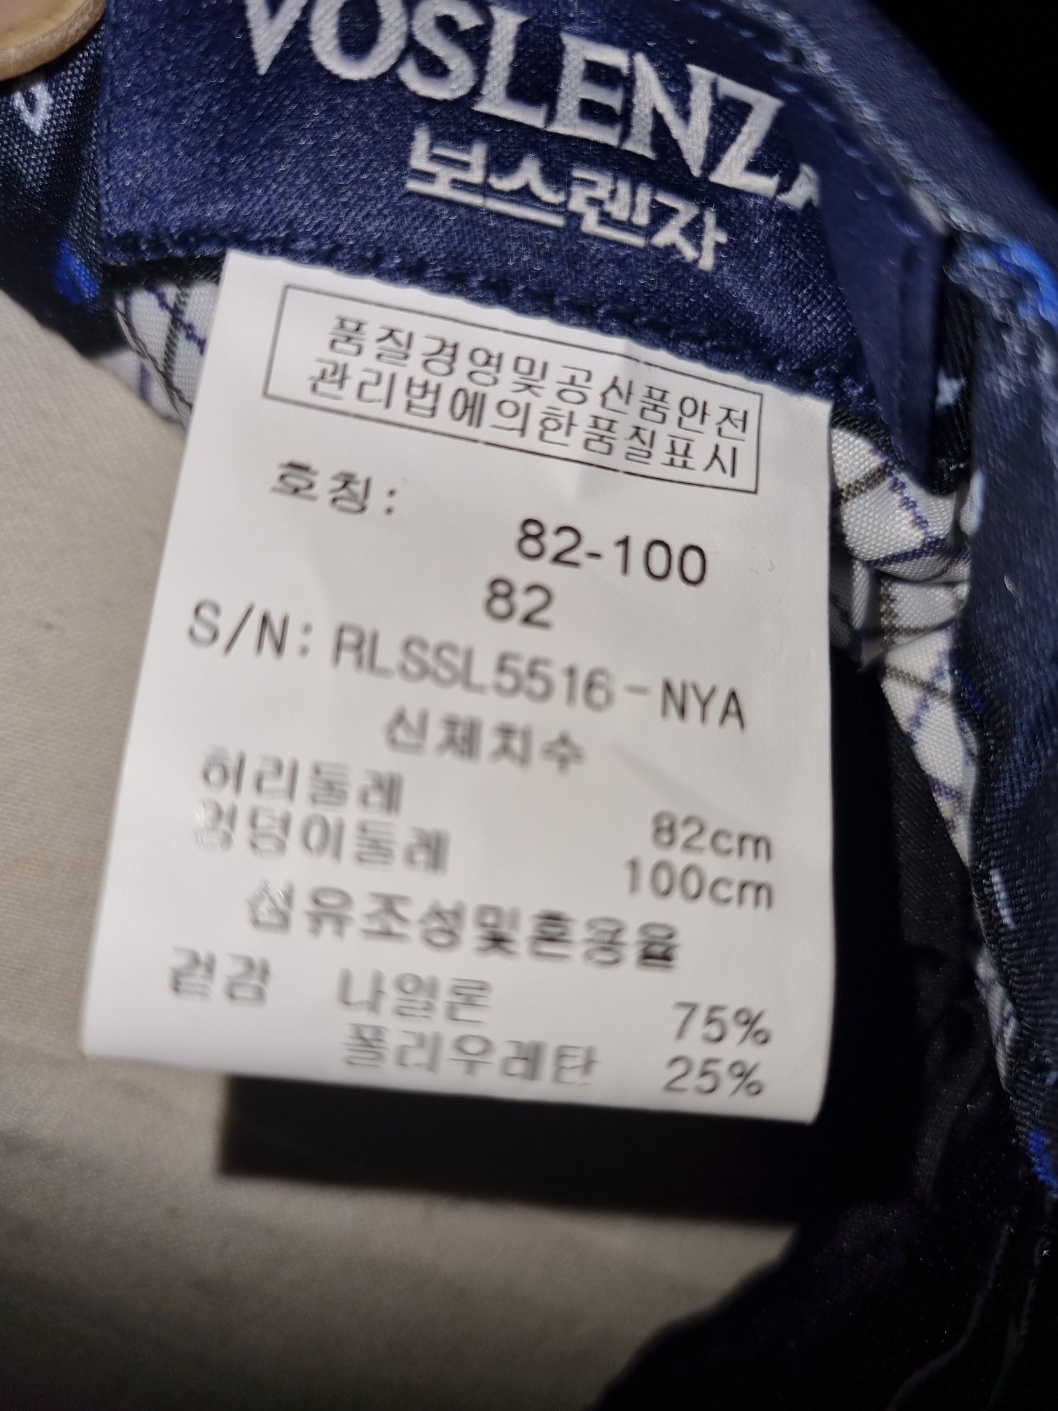 VOSLENZA
보스렌자
품질경영및공산품안전
관리법에의한품질표시
호칭:
82-100
82
S/N: RLSSL5516-NYA
신체치수
허리둘레 82cm
엉덩이둘레 100cm
섬유조성및혼용율
겉감 나일론 75%
폴리우레탄 25%